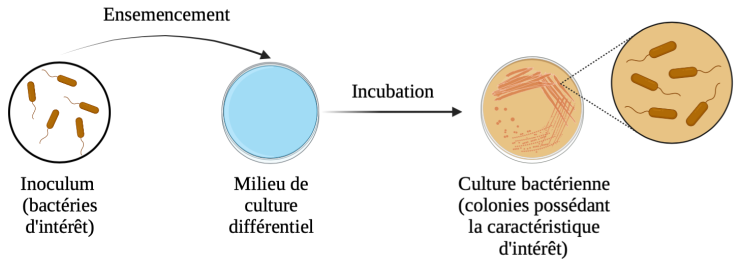 Ensemencement
Incubation
Inoculum
(bactéries
d'intérêt)
Milieu de
culture
différentiel
Culture bactérienne
(colonies possédant
la caractéristique
d'intérêt)